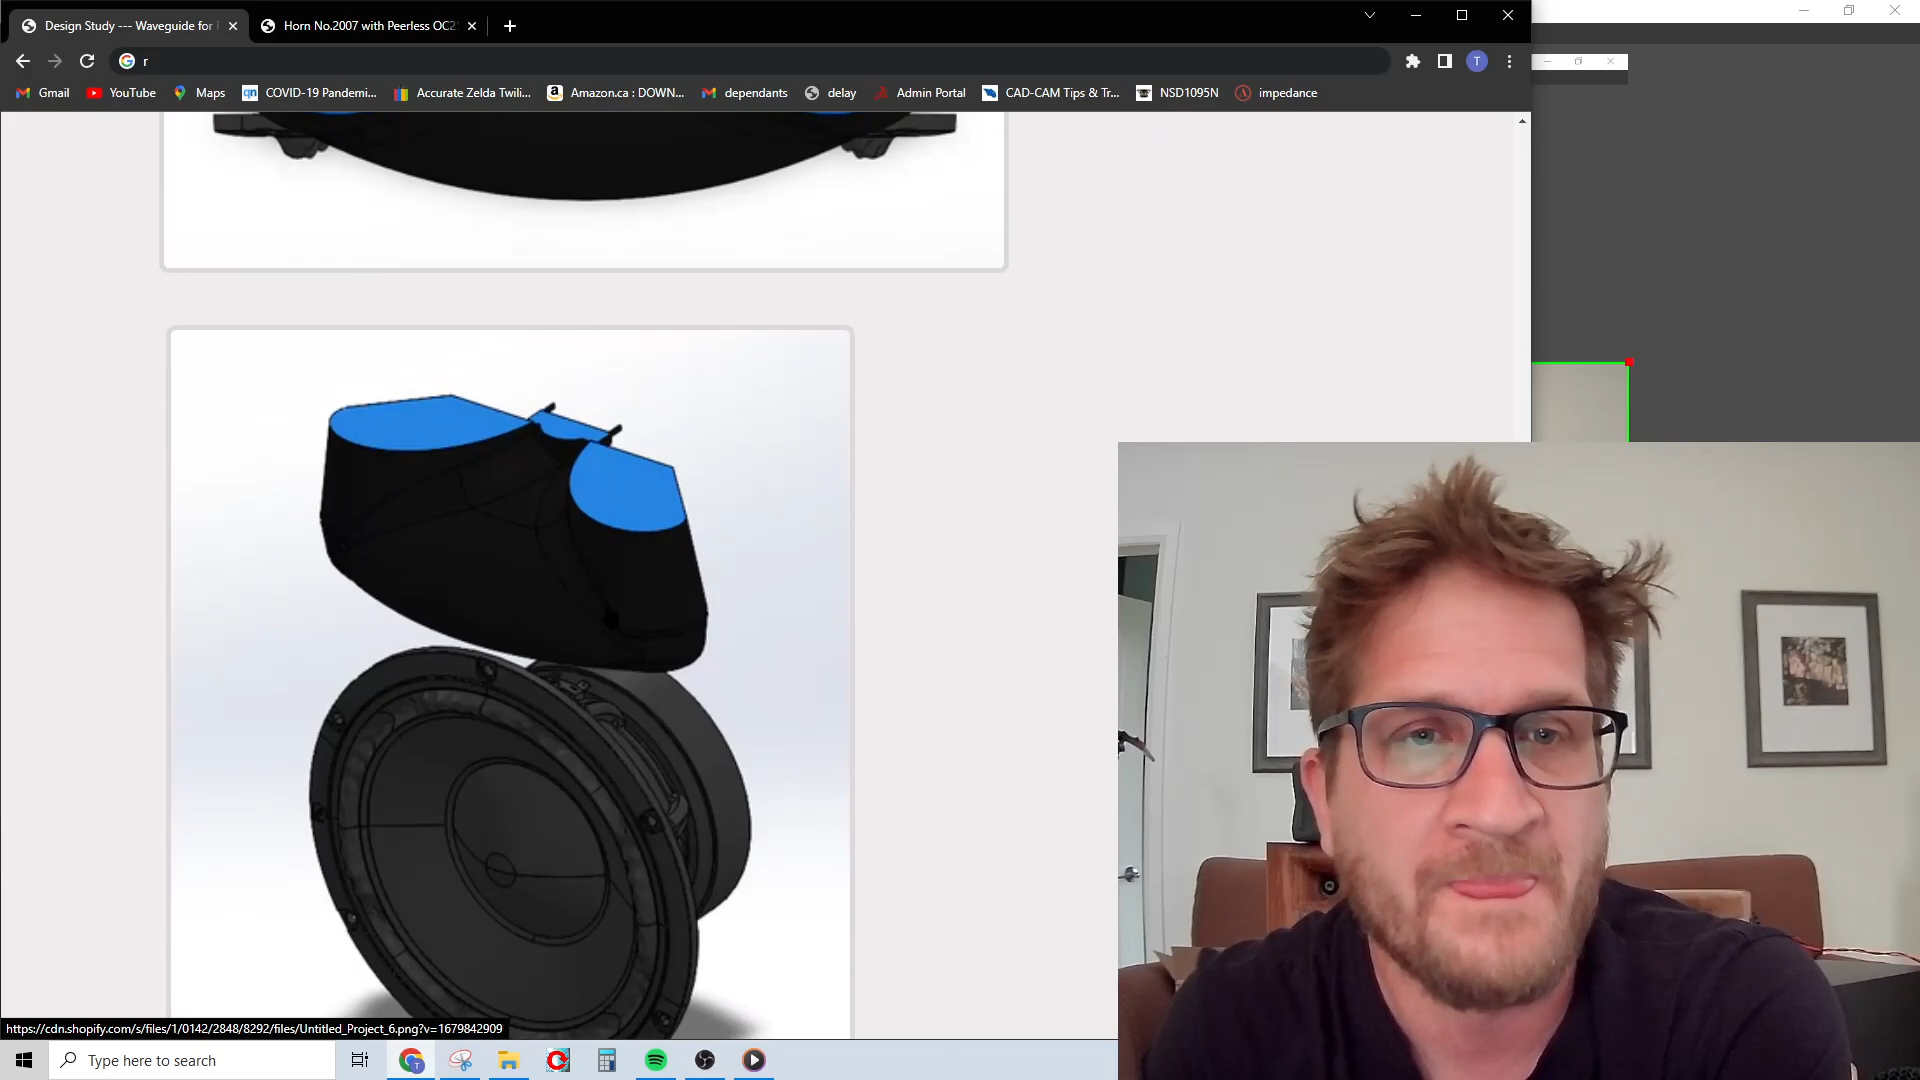 Design Study --- Waveguide for
Horn No.2007 with Peerless OC2
r
T
Gmail
YouTube
Maps
COVID-19 Pandemi...
Accurate Zelda Twili...
Amazon.ca : DOWN...
dependants
delay
Admin Portal
CAD-CAM Tips & Tr...
NSD1095N
impedance
https://cdn.shopify.com/s/files/1/0142/2848/8292/files/Untitled_Project_6.png?v=1679842909
Type here to search